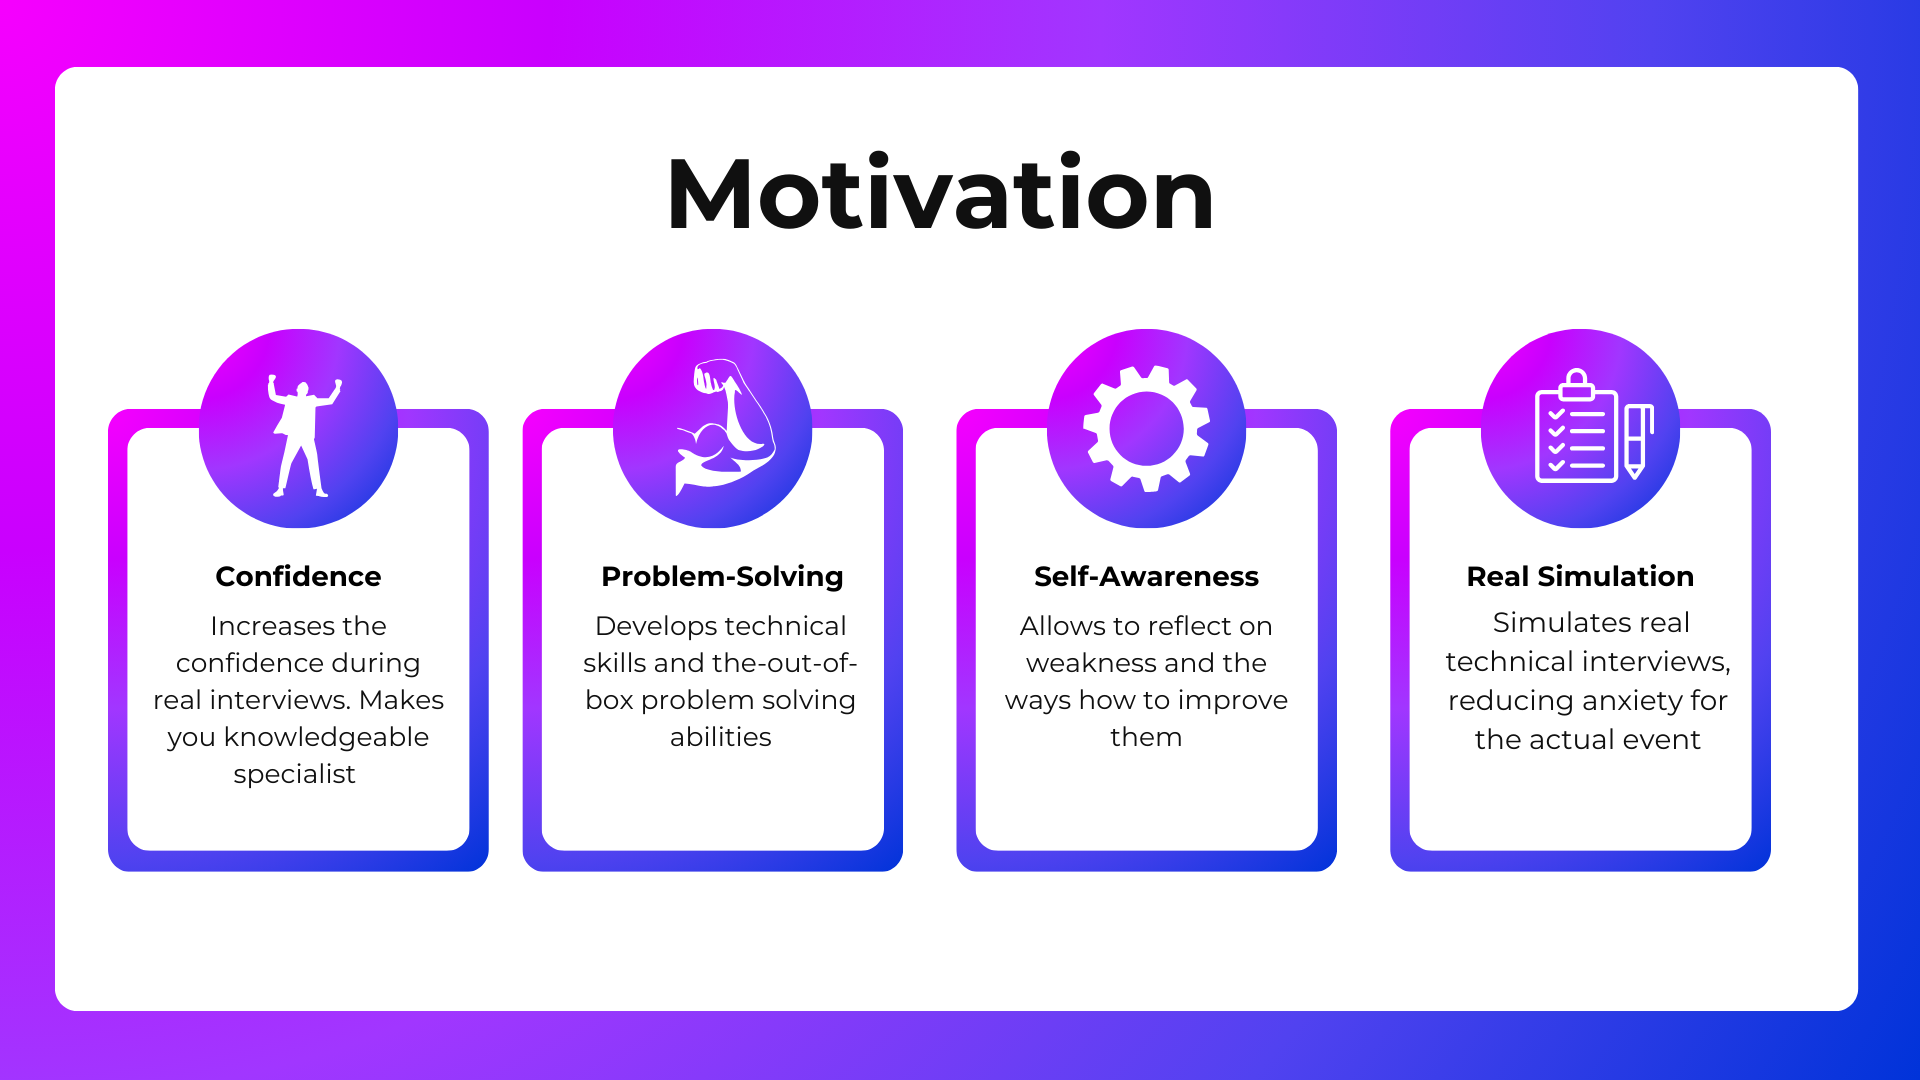 Motivation
Confidence
Increases the
confidence during
real interviews. Makes
you knowledgeable
specialist
Problem-Solving
Develops technical
skills and the-out-of-
box problem solving
abilities
Self-Awareness
Allows to reflect on
weakness and the
ways how to improve
them
Real Simulation
Simulates real
technical interviews,
reducing anxiety for
the actual event